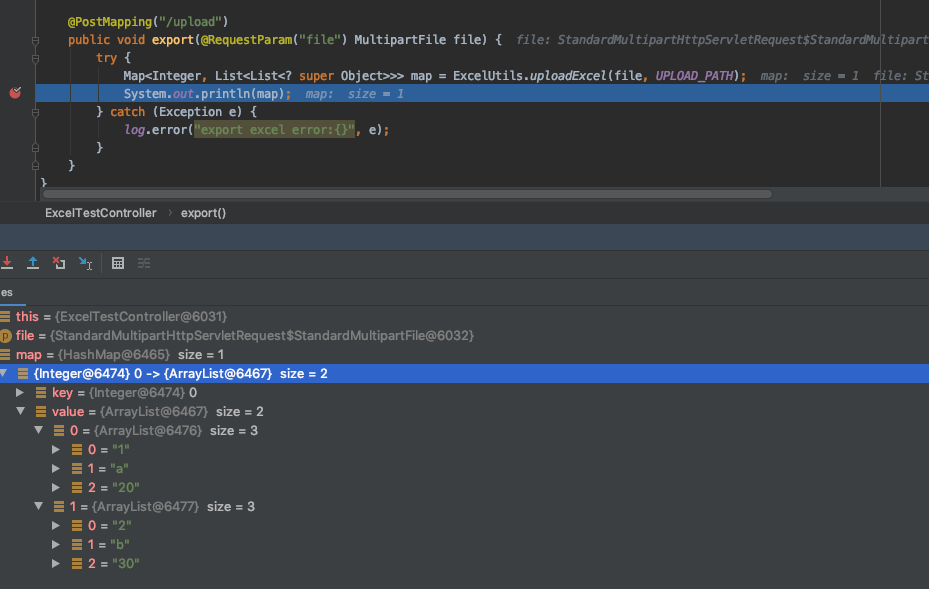 @PostMapping("/upload")
public void export(@RequestParam("file") MultipartFile file) {  file: StandardMultipartHttpServletRequest$StandardMultipart
try {
Map<Integer, List<List<? super Object>>> map = ExcelUtils.uploadExcel(file, UPLOAD_PATH);  map:  size = 1  file: St
System.out.println(map);  map:  size = 1
} catch (Exception e) {
log.error("export excel error:{}", e);
}
}
}
ExcelTestController › export()
es
this = {ExcelTestController@6031}
p file = {StandardMultipartHttpServletRequest$StandardMultipartFile@6032}
map = {HashMap@6465}  size = 1
{Integer@6474} 0 -> {ArrayList@6467}  size = 2
key = {Integer@6474} 0
value = {ArrayList@6467}  size = 2
0 = {ArrayList@6476}  size = 3
0 = "1"
1 = "a"
2 = "20"
1 = {ArrayList@6477}  size = 3
0 = "2"
1 = "b"
2 = "30"